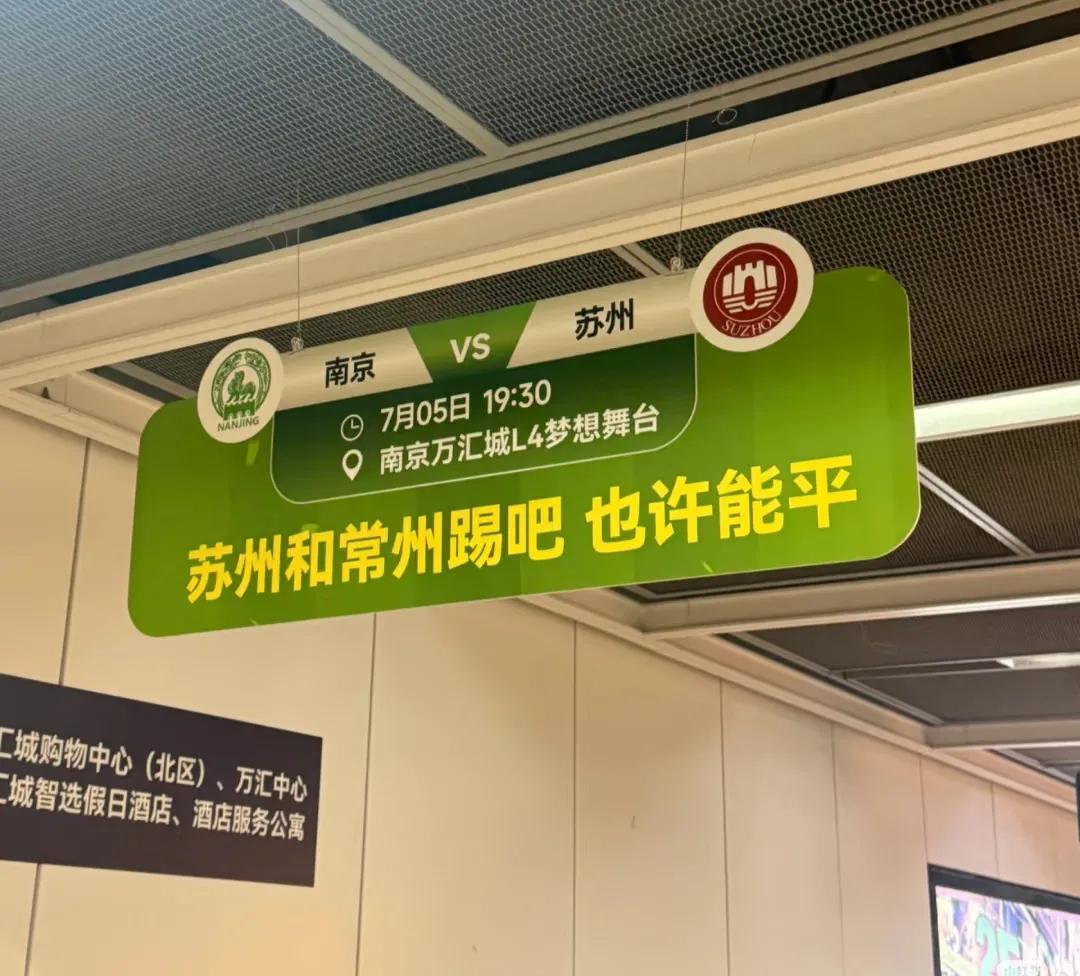 南京 VS 苏州
NANJING
SUZHOU
7月05日 19:30
南京万汇城L4梦想舞台
苏州和常州踢吧 也许能平
汇城购物中心（北区）、万汇中心
汇城智选假日酒店、酒店服务公寓
小红书